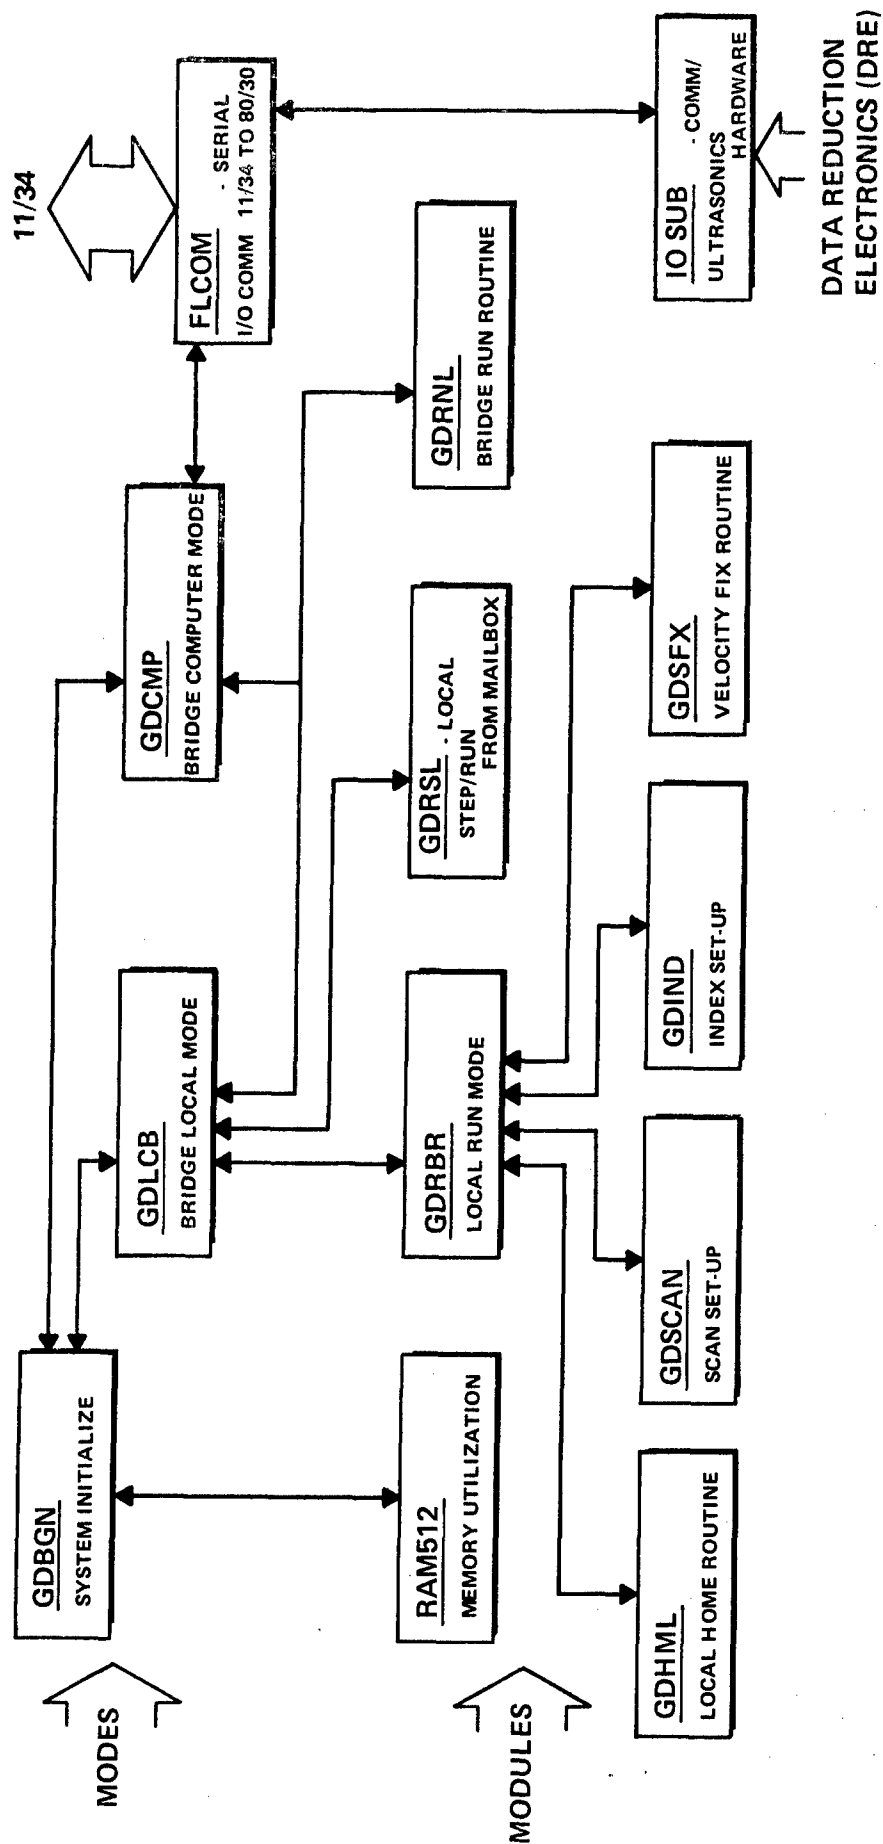 11/34
MODES
GDBGN
SYSTEM INITIALIZE
GDLCB
BRIDGE LOCAL MODE
GDCMP
BRIDGE COMPUTER MODE
FLCOM - SERIAL
I/O COMM 11/34 TO 80/30
MODULES
RAM512
MEMORY UTILIZATION
GDRBR
LOCAL RUN MODE
GDRSL - LOCAL
STEP/RUN
FROM MAILBOX
GDRNL
BRIDGE RUN ROUTINE
GDHML
LOCAL HOME ROUTINE
GDSCAN
SCAN SET-UP
GDIND
INDEX SET-UP
GDSFX
VELOCITY FIX ROUTINE
IO SUB - COMM/
ULTRASONICS
HARDWARE
DATA REDUCTION
ELECTRONICS (DRE)